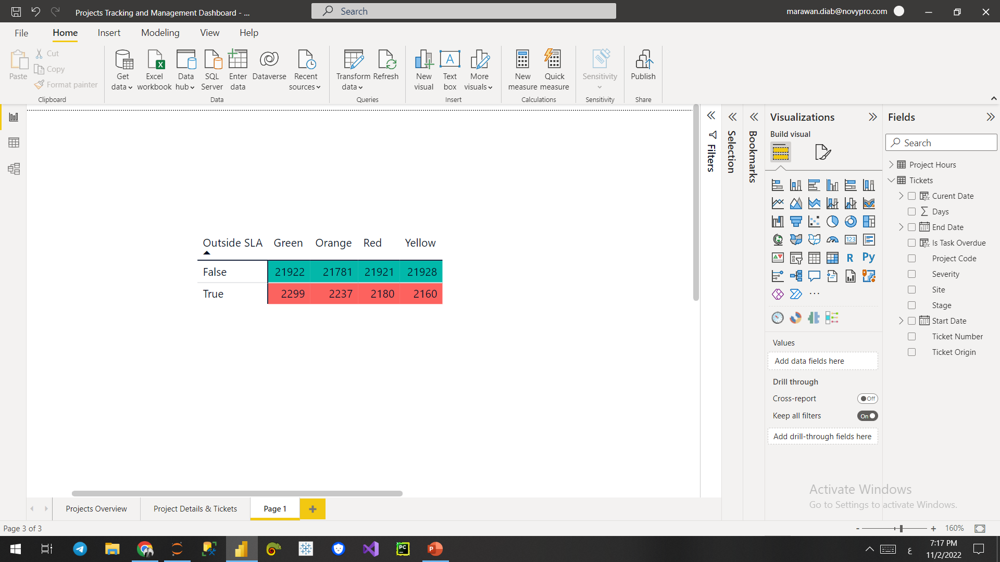 Projects Tracking and Management Dashboard - ...
Search
marawan.diab@novypro.com
File
Home
Insert
Modeling
View
Help
Paste
Cut
Copy
Format painter
Clipboard
Get data
Excel workbook
Data hub
SQL Server
Enter data
Dataverse
Recent sources
Data
Transform data
Refresh
Queries
New visual
Text box
More visuals
Insert
New measure
Quick measure
Calculations
Sensitivity
Sensitivity
Publish
Share
Outside SLA Green Orange Red Yellow
False 21922 21781 21921 21928
True 2299 2237 2180 2160
Filters
Selection
Bookmarks
Visualizations
Build visual
123
R
Py
...
Values
Add data fields here
Drill through
Cross-report
Off
Keep all filters
On
Add drill-through fields here
Fields
Search
Project Hours
Tickets
Curent Date
Days
End Date
Is Task Overdue
Project Code
Severity
Site
Stage
Start Date
Ticket Number
Ticket Origin
Activate Windows
Go to Settings to activate Windows.
Projects Overview
Project Details & Tickets
Page 1
Page 3 of 3
- + 160%
PC
P
ع
7:17 PM
11/2/2022